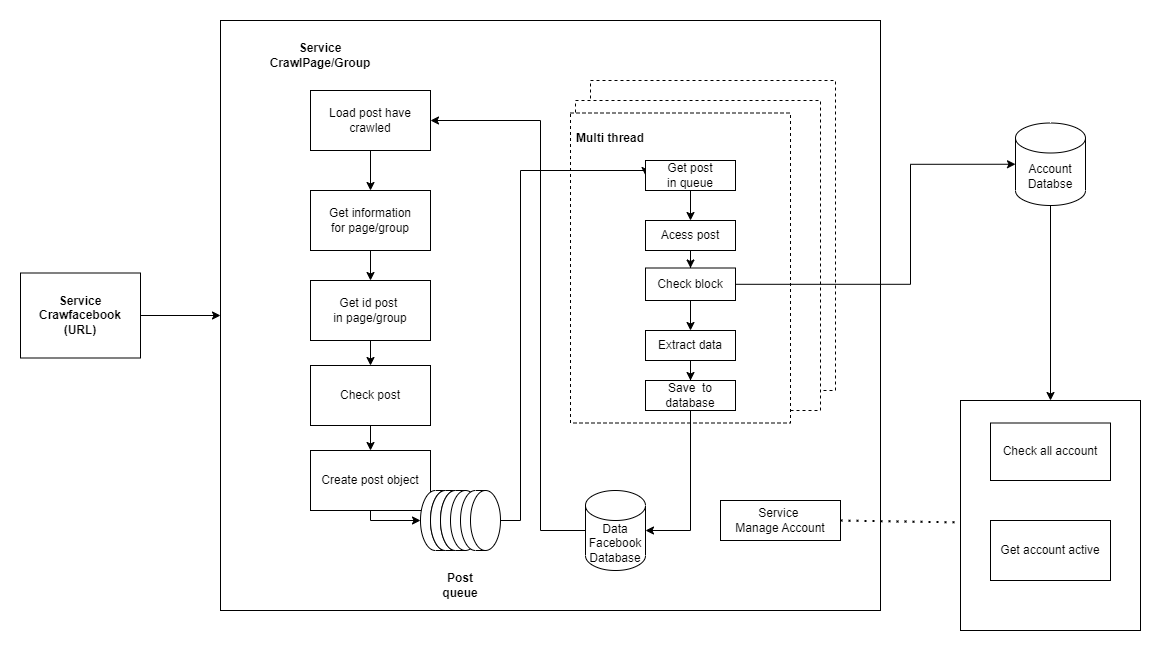 Service
CrawlPage/Group
Load post have
crawled
Get information
for page/group
Get id post
in page/group
Check post
Create post object
Post
queue
Service
Crawfacebook
(URL)
Multi thread
Get post
in queue
Acess post
Check block
Extract data
Save  to
database
Data
Facebook
Database
Service
Manage Account
Account
Databse
Check all account
Get account active